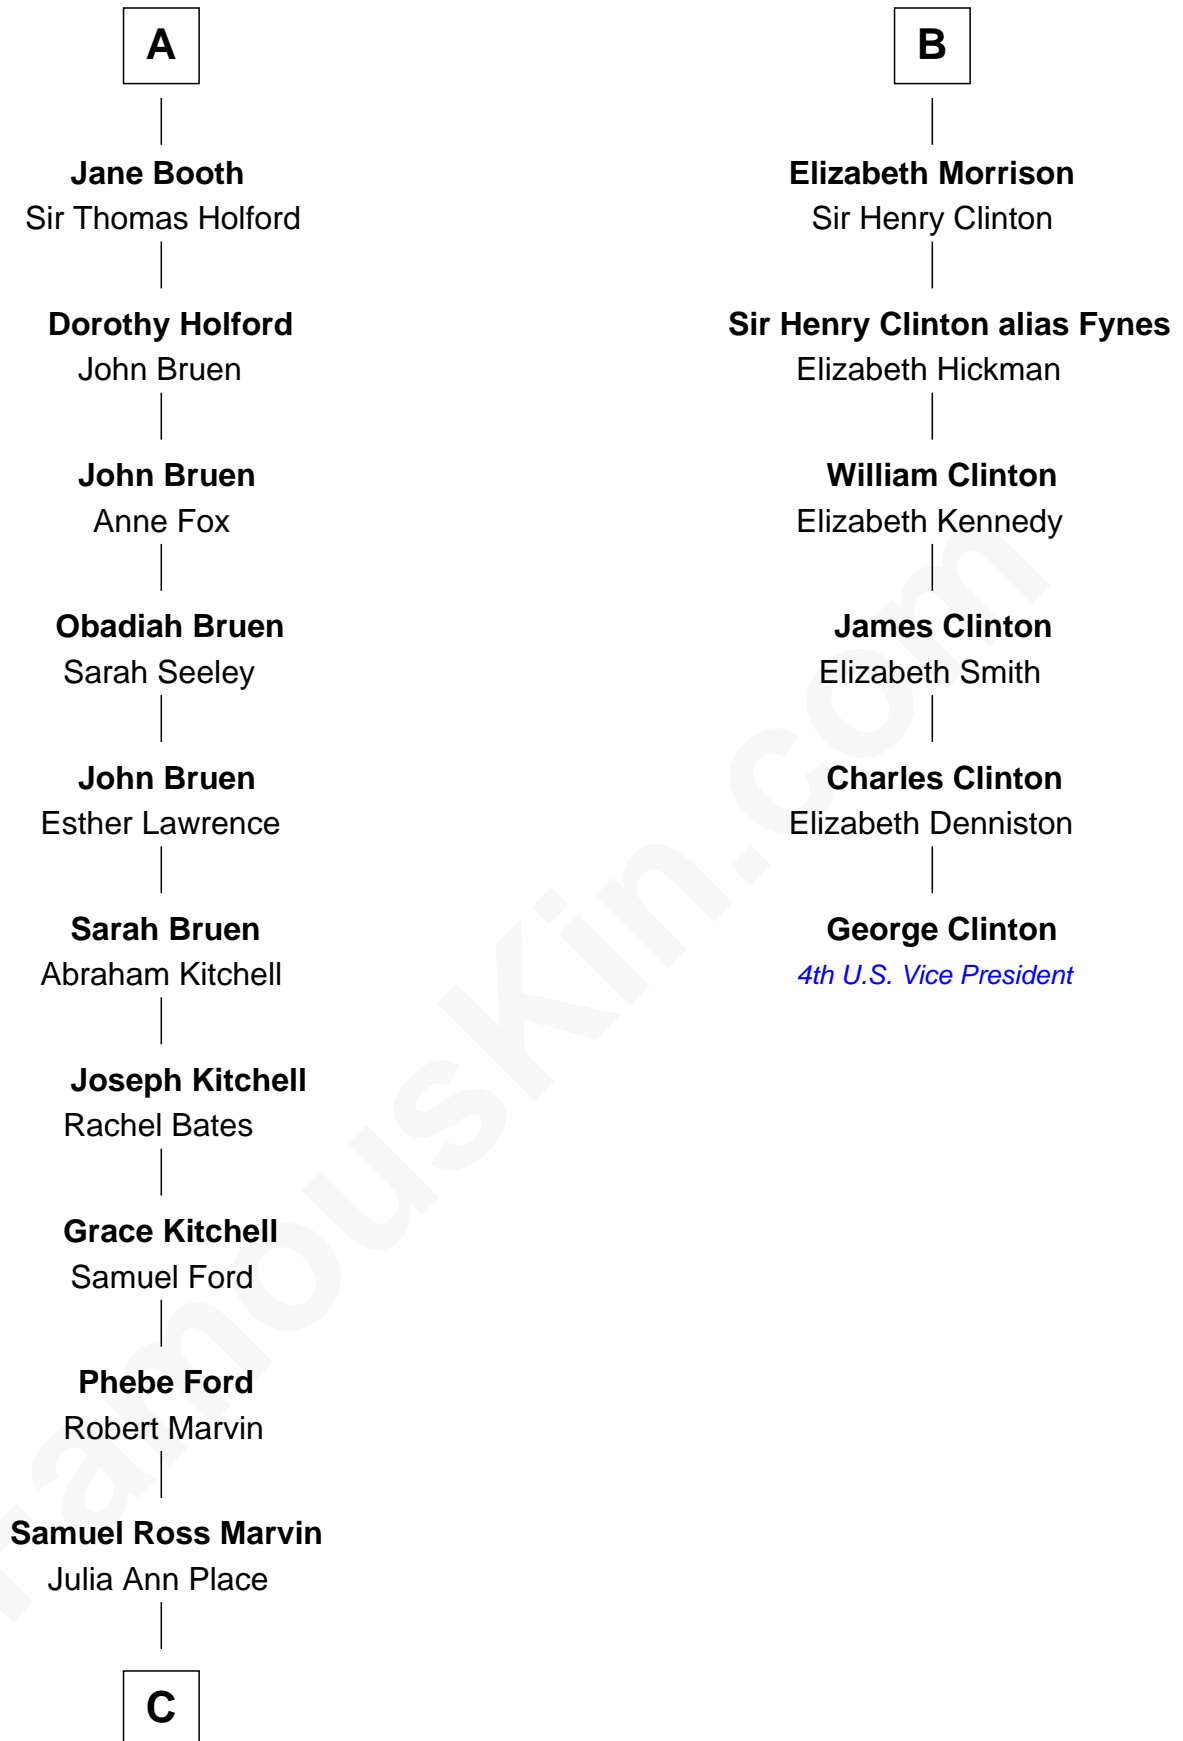 A
Jane Booth
Sir Thomas Holford
Dorothy Holford
John Bruen
John Bruen
Anne Fox
Obadiah Bruen
Sarah Seeley
John Bruen
Esther Lawrence
Sarah Bruen
Abraham Kitchell
Joseph Kitchell
Rachel Bates
Grace Kitchell
Samuel Ford
Phebe Ford
Robert Marvin
Samuel Ross Marvin
Julia Ann Place
C
B
Elizabeth Morrison
Sir Henry Clinton
Sir Henry Clinton alias Fynes
Elizabeth Hickman
William Clinton
Elizabeth Kennedy
James Clinton
Elizabeth Smith
Charles Clinton
Elizabeth Denniston
George Clinton
4th U.S. Vice President
FamousKin.com